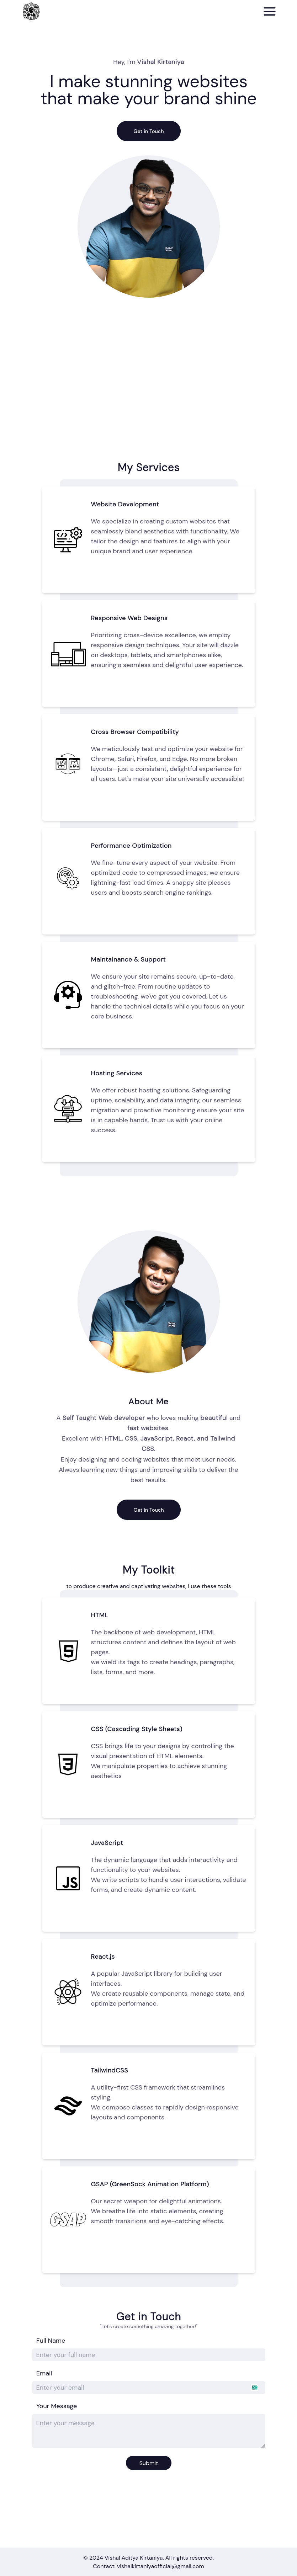 Hey, I'm Vishal Kirtaniya
I make stunning websites
that make your brand shine
Get in Touch
My Services
Website Development
We specialize in creating custom websites that
seamlessly blend aesthetics with functionality. We
tailor the design and features to align with your
unique brand and user experience.
Responsive Web Designs
Prioritizing cross-device excellence, we employ
responsive design techniques. Your site will dazzle
on desktops, tablets, and smartphones alike,
ensuring a seamless and delightful user experience.
Cross Browser Compatibility
We meticulously test and optimize your website for
Chrome, Safari, Firefox, and Edge. No more broken
layouts—just a consistent, delightful experience for
all users. Let's make your site universally accessible!
Performance Optimization
We fine-tune every aspect of your website. From
optimized code to compressed images, we ensure
lightning-fast load times. A snappy site pleases
users and boosts search engine rankings.
Maintainance & Support
We ensure your site remains secure, up-to-date,
and glitch-free. From routine updates to
troubleshooting, we've got you covered. Let us
handle the technical details while you focus on your
core business.
Hosting Services
We offer robust hosting solutions. Safeguarding
uptime, scalability, and data integrity, our seamless
migration and proactive monitoring ensure your site
is in capable hands. Trust us with your online
success.
About Me
A Self Taught Web developer who loves making beautiful and
fast websites.
Excellent with HTML, CSS, JavaScript, React, and Tailwind
CSS.
Enjoy designing and coding websites that meet user needs.
Always learning new things and improving skills to deliver the
best results.
Get in Touch
My Toolkit
to produce creative and captivating websites, i use these tools
HTML
The backbone of web development, HTML
structures content and defines the layout of web
pages.
we wield its tags to create headings, paragraphs,
lists, forms, and more.
CSS (Cascading Style Sheets)
CSS brings life to your designs by controlling the
visual presentation of HTML elements.
We manipulate properties to achieve stunning
aesthetics
JavaScript
The dynamic language that adds interactivity and
functionality to your websites.
We write scripts to handle user interactions, validate
forms, and create dynamic content.
JS
React.js
A popular JavaScript library for building user
interfaces.
We create reusable components, manage state, and
optimize performance.
TailwindCSS
A utility-first CSS framework that streamlines
styling.
We compose classes to rapidly design responsive
layouts and components.
GSAP (GreenSock Animation Platform)
Our secret weapon for delightful animations.
We breathe life into static elements, creating
smooth transitions and eye-catching effects.
GSAP
Get in Touch
"Let's create something amazing together!"
Full Name
Enter your full name
Email
Enter your email
Your Message
Enter your message
Submit
© 2024 Vishal Aditya Kirtaniya. All rights reserved.
Contact: vishalkirtaniyaofficial@gmail.com